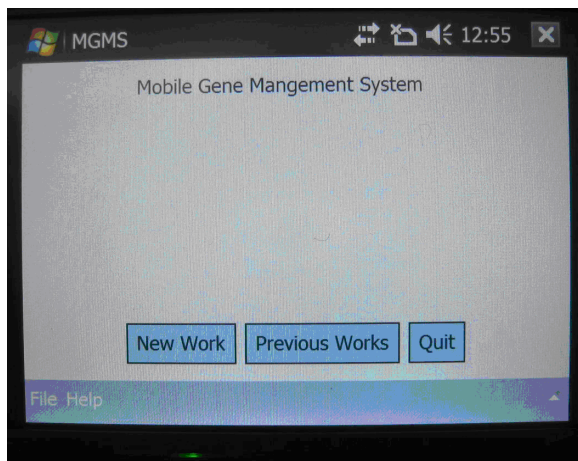 MGMS 12:55
Mobile Gene Mangement System
New Work Previous Works Quit
File Help